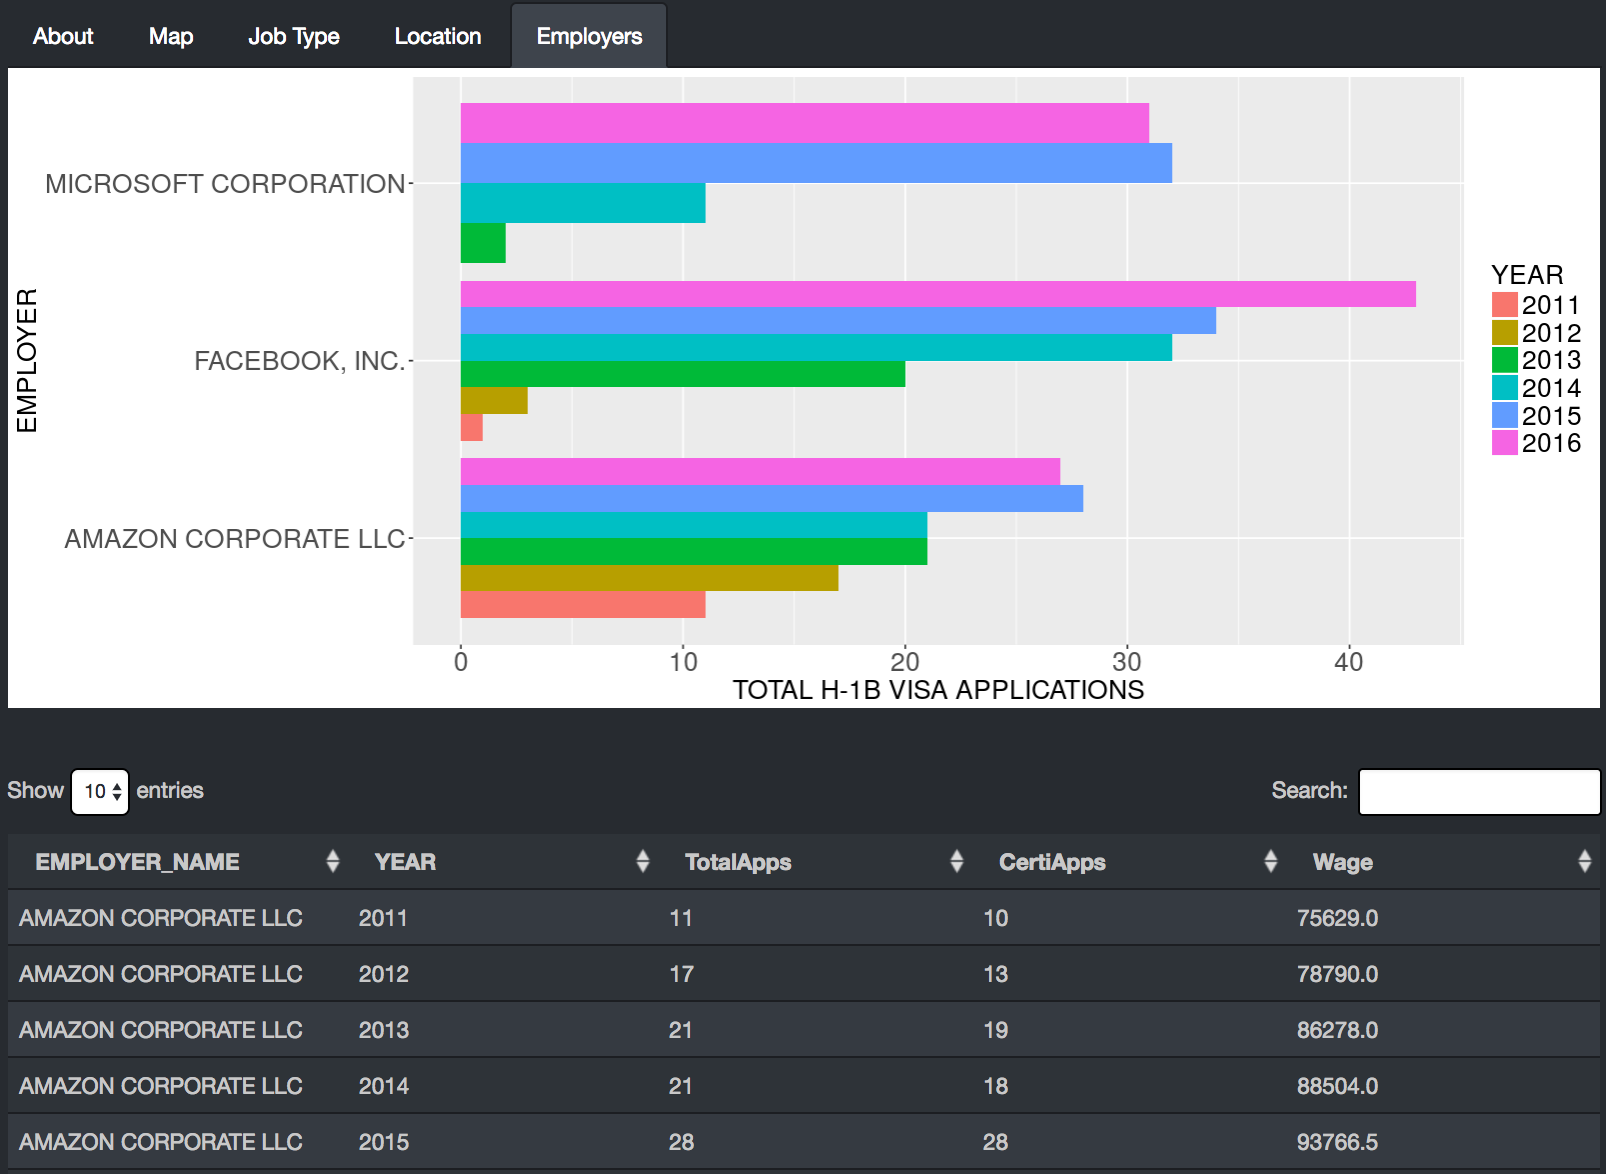 About Map Job Type Location Employers
MICROSOFT CORPORATION
FACEBOOK, INC.
AMAZON CORPORATE LLC
EMPLOYER
0 10 20 30 40
TOTAL H-1B VISA APPLICATIONS
YEAR
2011
2012
2013
2014
2015
2016
Show 10 entries Search:
EMPLOYER_NAME YEAR TotalApps CertiApps Wage
AMAZON CORPORATE LLC 2011 11 10 75629.0
AMAZON CORPORATE LLC 2012 17 13 78790.0
AMAZON CORPORATE LLC 2013 21 19 86278.0
AMAZON CORPORATE LLC 2014 21 18 88504.0
AMAZON CORPORATE LLC 2015 28 28 93766.5